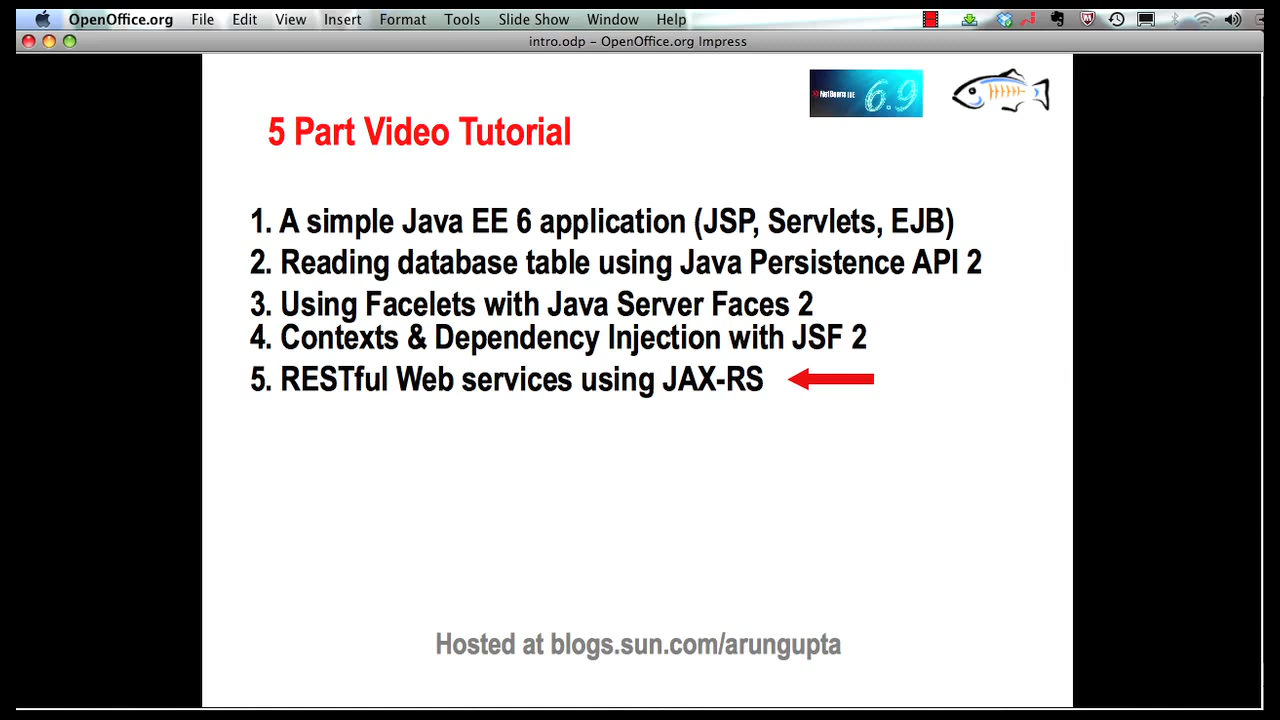 OpenOffice.org File Edit View Insert Format Tools Slide Show Window Help
intro.odp – OpenOffice.org Impress
NetBeans IDE 6.9
5 Part Video Tutorial
1. A simple Java EE 6 application (JSP, Servlets, EJB)
2. Reading database table using Java Persistence API 2
3. Using Facelets with Java Server Faces 2
4. Contexts & Dependency Injection with JSF 2
5. RESTful Web services using JAX-RS
Hosted at blogs.sun.com/arungupta